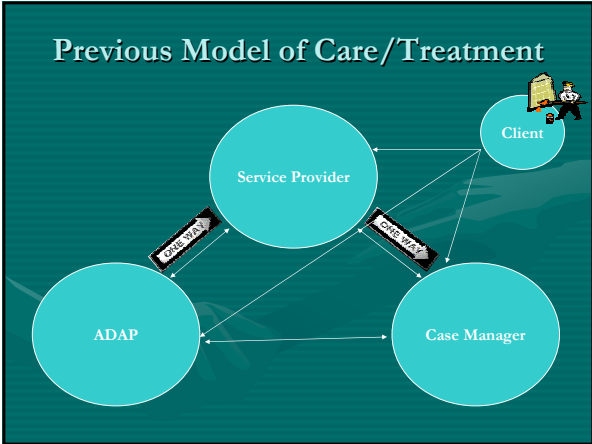 Previous Model of Care/Treatment
Client
Service Provider
ONE WAY
ONE WAY
ADAP
Case Manager